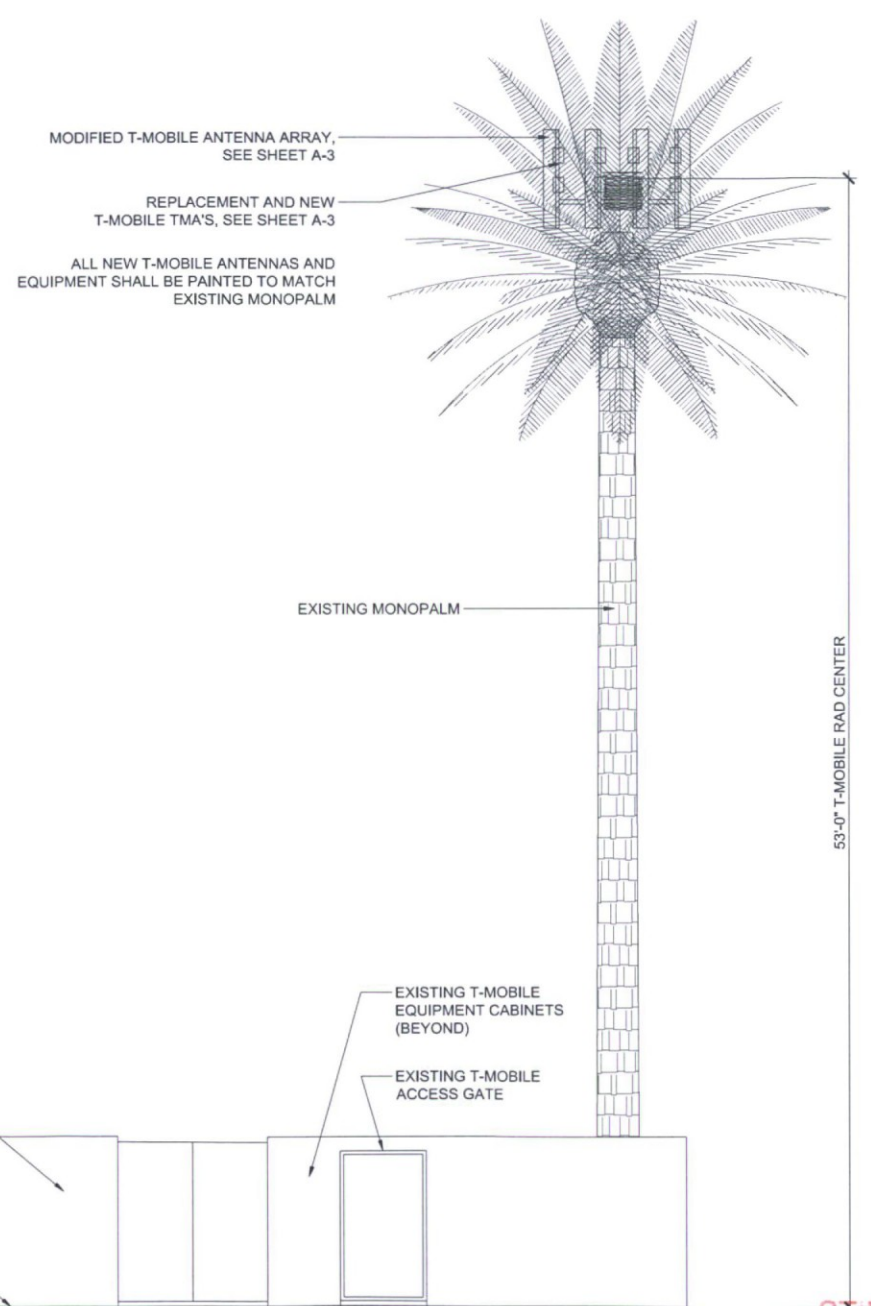 MODIFIED T-MOBILE ANTENNA ARRAY,
SEE SHEET A-3
REPLACEMENT AND NEW
T-MOBILE TMA'S, SEE SHEET A-3
ALL NEW T-MOBILE ANTENNAS AND
EQUIPMENT SHALL BE PAINTED TO MATCH
EXISTING MONOPALM
EXISTING MONOPALM
53'-0" T-MOBILE RAD CENTER
EXISTING T-MOBILE
EQUIPMENT CABINETS
(BEYOND)
EXISTING T-MOBILE
ACCESS GATE